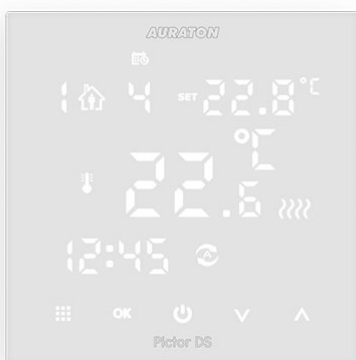 AURATON
1 4 SET 22.8°C
°C
22.6
12:45 A
OK
Pictor DS